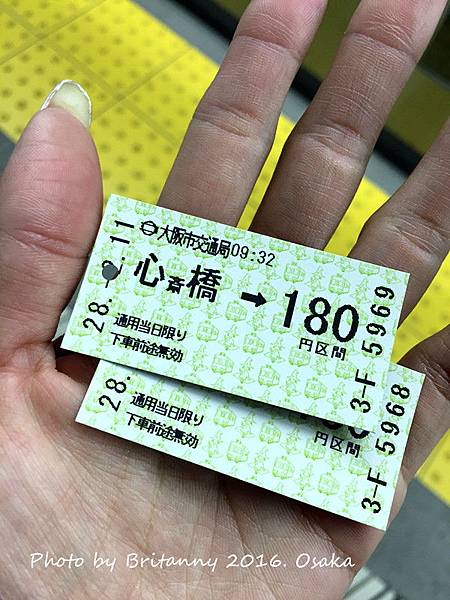 大阪市交通局09:32
心斎橋 → 180
円区間
通用当日限り
下車前途無効
28.-2.11
3-F 5969
28.
通用当日限り
下車前途無効
円区間
3-F 5968
Photo by Britanny 2016. Osaka